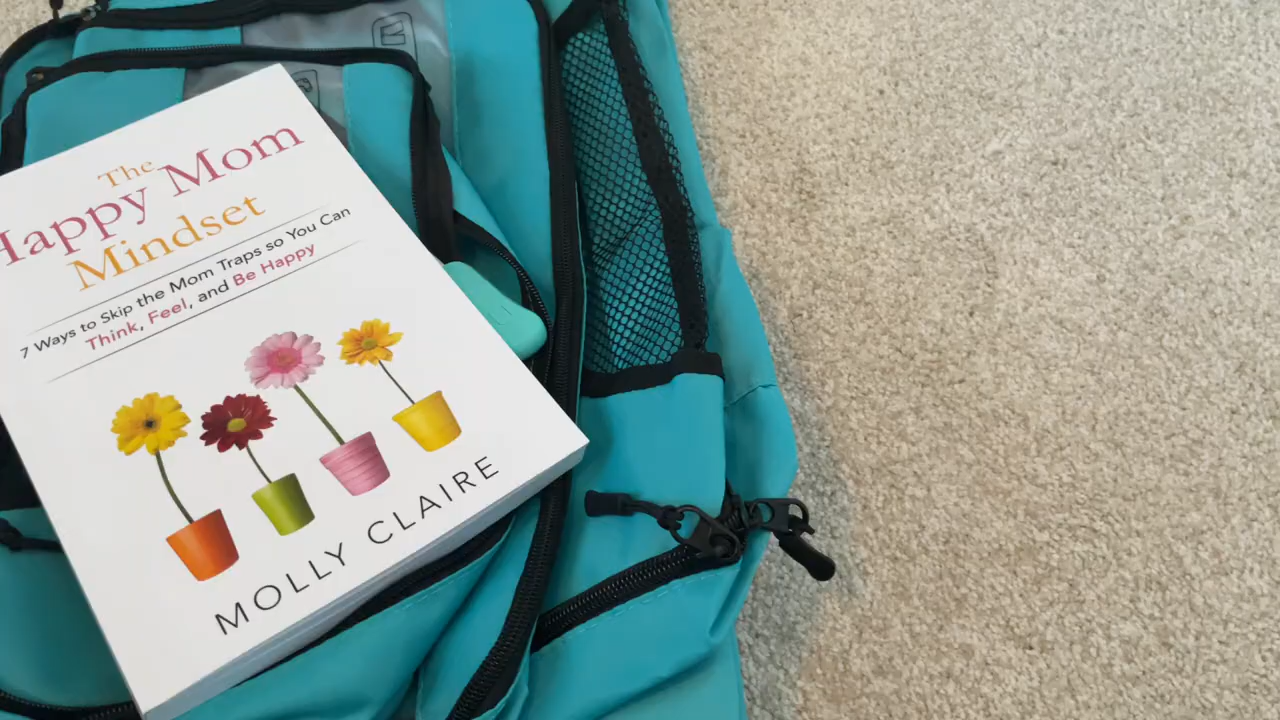 The
Happy Mom
Mindset
7 Ways to Skip the Mom Traps so You Can
Think, Feel, and Be Happy
MOLLY CLAIRE